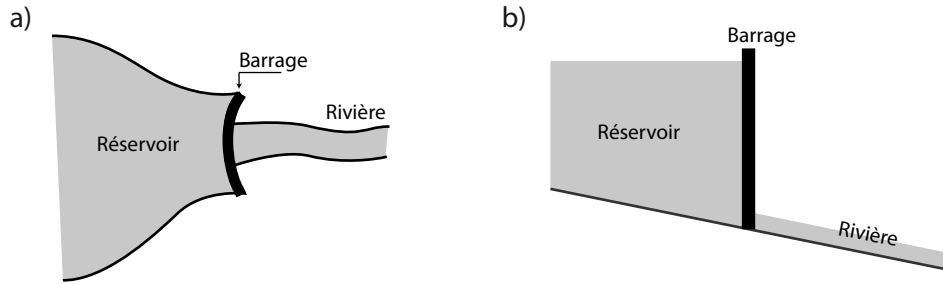 a)
Barrage
Rivière
Réservoir
b)
Barrage
Réservoir
Rivière